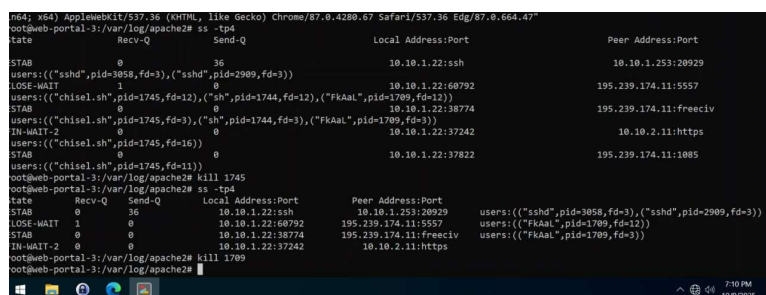 in64; x64) AppleWebKit/537.36 (KHTML, like Gecko) Chrome/87.0.4280.67 Safari/537.36 Edg/87.0.664.47"
root@web-portal-3:/var/log/apache2# ss -tp4
State Recv-Q Send-Q Local Address:Port Peer Address:Port
ESTAB 0 36 10.10.1.22:ssh 10.10.1.253:20929
users:(("sshd",pid=3058,fd=3),("sshd",pid=2909,fd=3))
CLOSE-WAIT 1 0 10.10.1.22:60792 195.239.174.11:5557
users:(("chisel.sh",pid=1745,fd=12),("sh",pid=1744,fd=12),("FkAaL",pid=1709,fd=12))
ESTAB 0 0 10.10.1.22:38774 195.239.174.11:freeciv
users:(("chisel.sh",pid=1745,fd=3),("sh",pid=1744,fd=3),("FkAaL",pid=1709,fd=3))
FIN-WAIT-2 0 0 10.10.1.22:37242 10.10.2.11:https
users:(("chisel.sh",pid=1745,fd=16))
ESTAB 0 0 10.10.1.22:37822 195.239.174.11:1085
users:(("chisel.sh",pid=1745,fd=11))
root@web-portal-3:/var/log/apache2# kill 1745
root@web-portal-3:/var/log/apache2# ss -tp4
State Recv-Q Send-Q Local Address:Port Peer Address:Port
ESTAB 0 36 10.10.1.22:ssh 10.10.1.253:20929 users:(("sshd",pid=3058,fd=3),("sshd",pid=2909,fd=3))
CLOSE-WAIT 1 0 10.10.1.22:60792 195.239.174.11:5557 users:(("FkAaL",pid=1709,fd=12))
ESTAB 0 0 10.10.1.22:38774 195.239.174.11:freeciv users:(("FkAaL",pid=1709,fd=3))
FIN-WAIT-2 0 0 10.10.1.22:37242 10.10.2.11:https
root@web-portal-3:/var/log/apache2# kill 1709
root@web-portal-3:/var/log/apache2#
7:10 PM